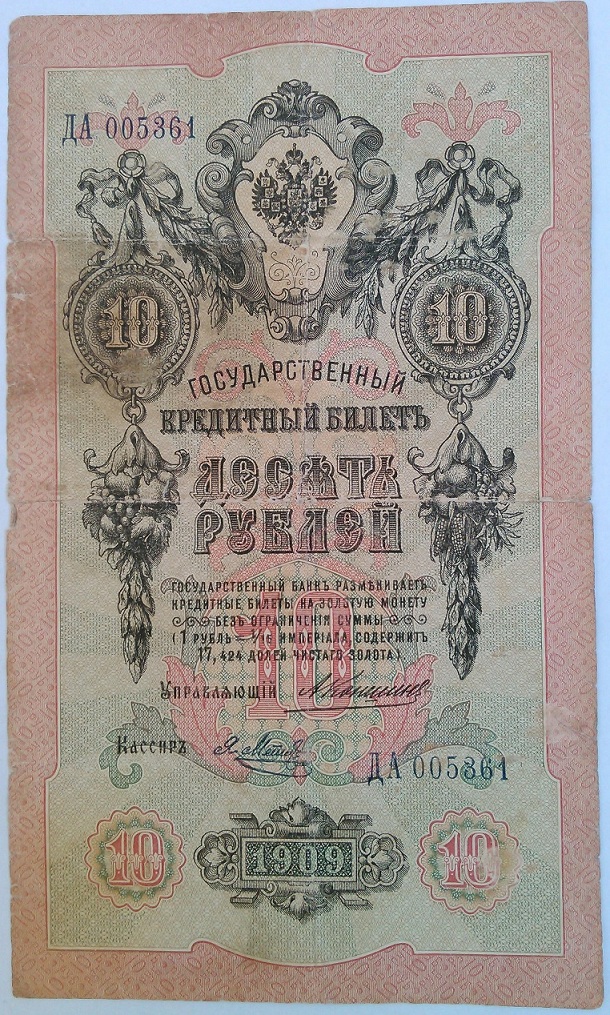 ДА 005361
10 10
ГОСУДАРСТВЕННЫЙ
КРЕДИТНЫЙ БИЛЕТЪ
ДЕСЯТЬ
РУБЛЕЙ
ГОСУДАРСТВЕННЫЙ БАНКЪ РАЗМѢНИВАЕТЪ
КРЕДИТНЫЕ БИЛЕТЫ НА ЗОЛОТУЮ МОНЕТУ
БЕЗЪ ОГРАНИЧЕНІЯ СУММЫ
(1 РУБЛЬ = 1/15 ИМПЕРІАЛА, СОДЕРЖИТЪ
17,424 ДОЛЕЙ ЧИСТАГО ЗОЛОТА)
10
УПРАВЛЯЮЩІЙ
КАССИРЪ
ДА 005361
10 1909 10